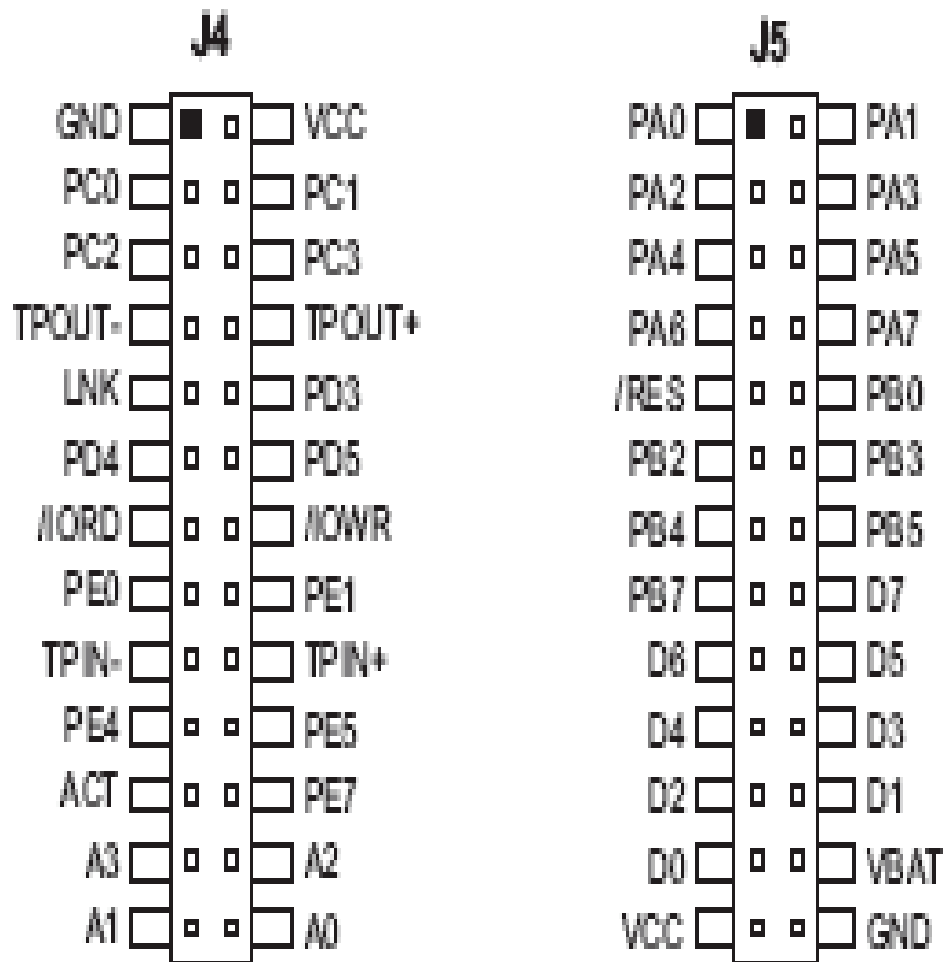 J4 J5
GND VCC PA0 PA1
PC0 PC1 PA2 PA3
PC2 PC3 PA4 PA5
TPOUT- TPOUT+ PA6 PA7
LNK PD3 /RES PB0
PD4 PD5 PB2 PB3
/IORD /IOWR PB4 PB5
PE0 PE1 PB7 D7
TPIN- TPIN+ D6 D5
PE4 PE5 D4 D3
ACT PE7 D2 D1
A3 A2 D0 VBAT
A1 A0 VCC GND